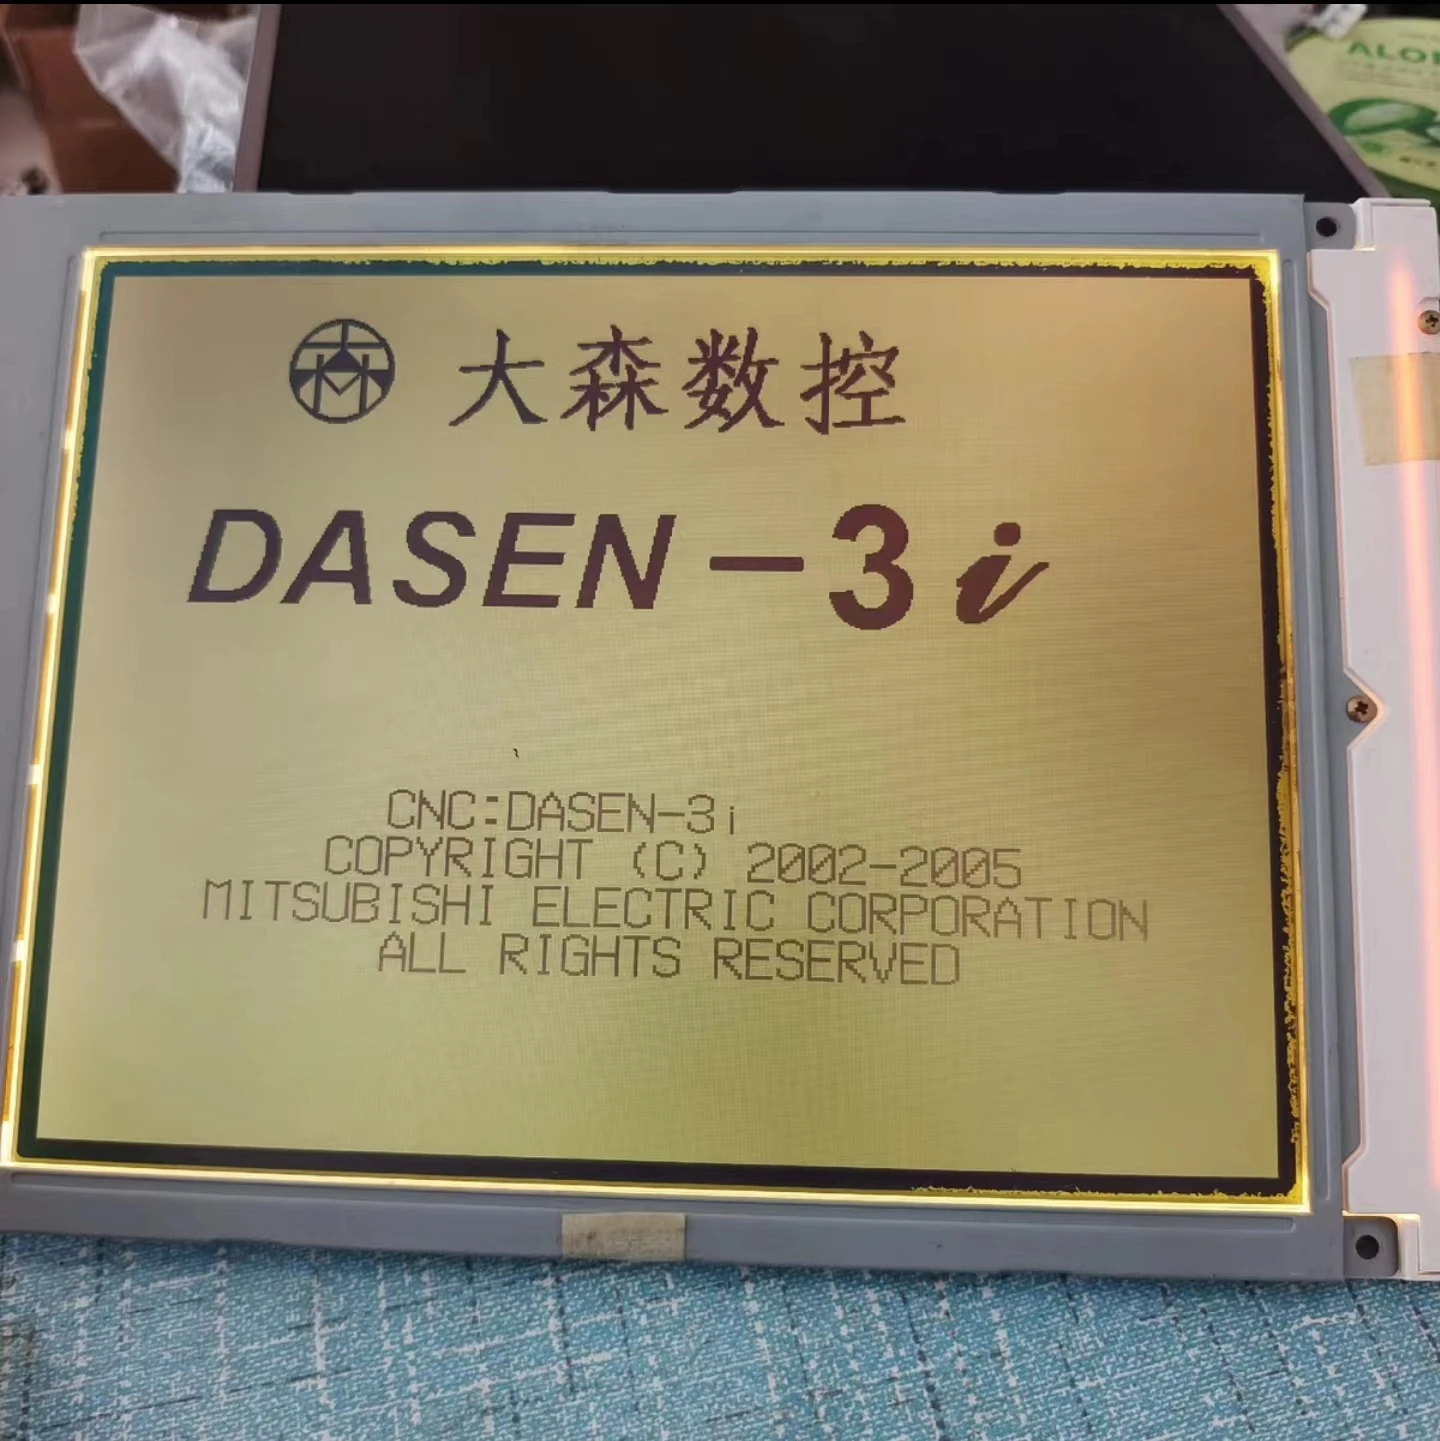 大森数控
DASEN-3i
CNC:DASEN-3i
COPYRIGHT (C) 2002-2005
MITSUBISHI ELECTRIC CORPORATION
ALL RIGHTS RESERVED